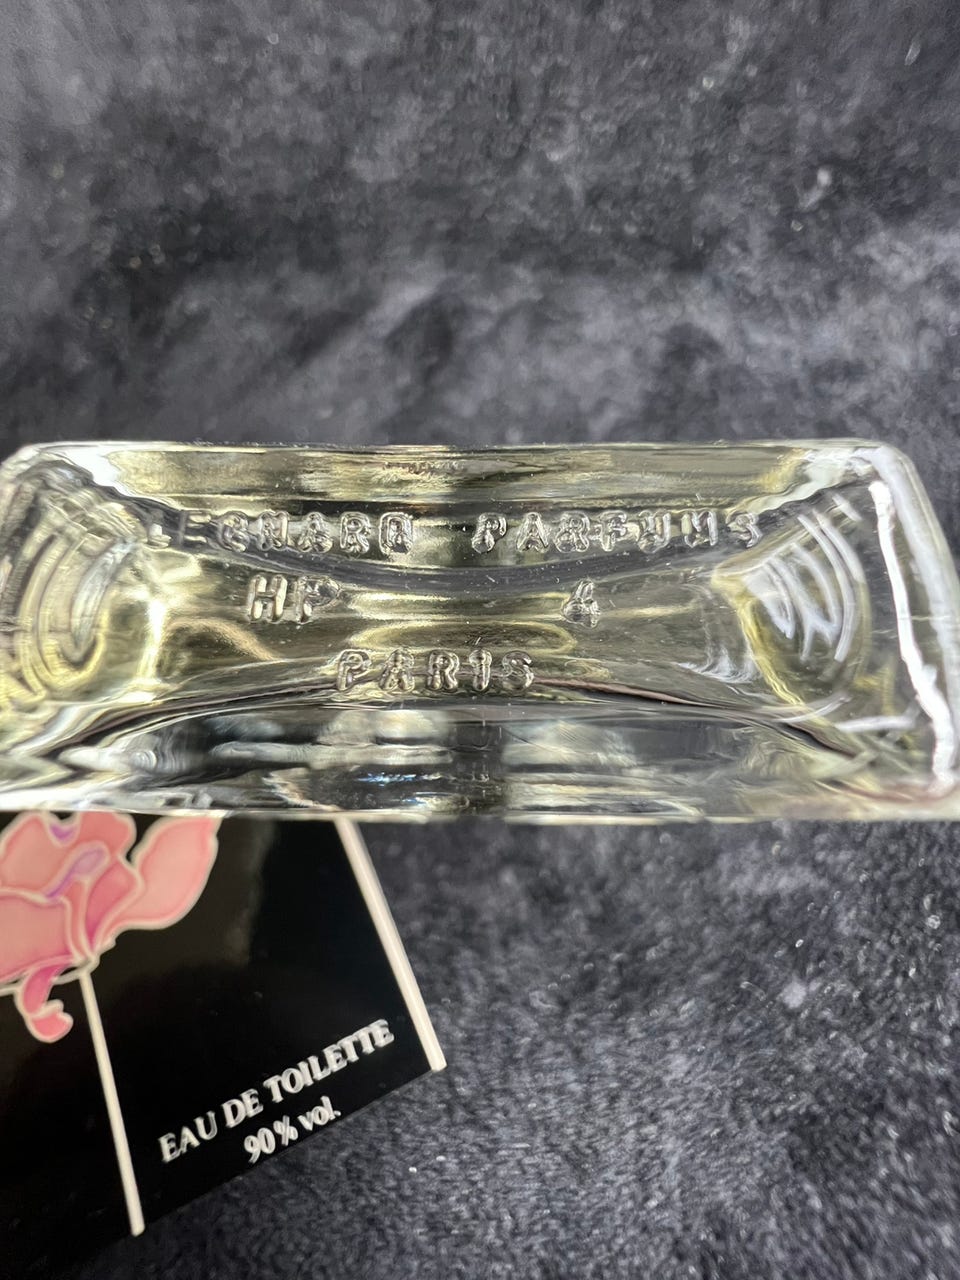 LEONARD PARFUMS
HP 4
PARIS
EAU DE TOILETTE
90% vol.